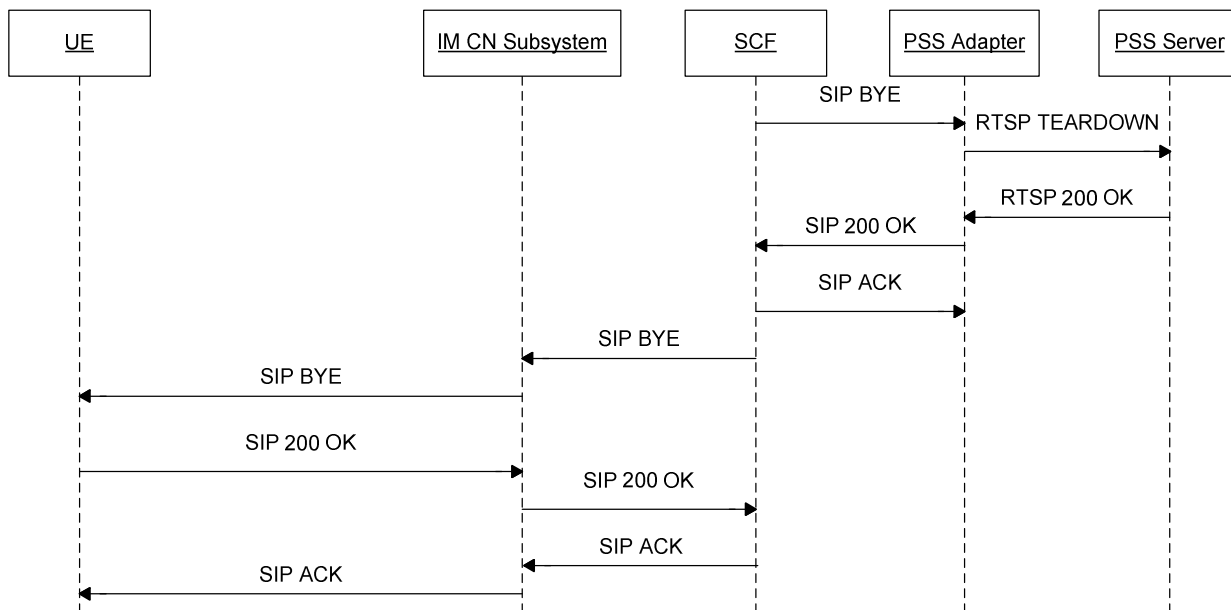 UE
IM CN Subsystem
SCF
PSS Adapter
PSS Server
SIP BYE
RTSP TEARDOWN
RTSP 200 OK
SIP 200 OK
SIP ACK
SIP BYE
SIP BYE
SIP 200 OK
SIP 200 OK
SIP ACK
SIP ACK